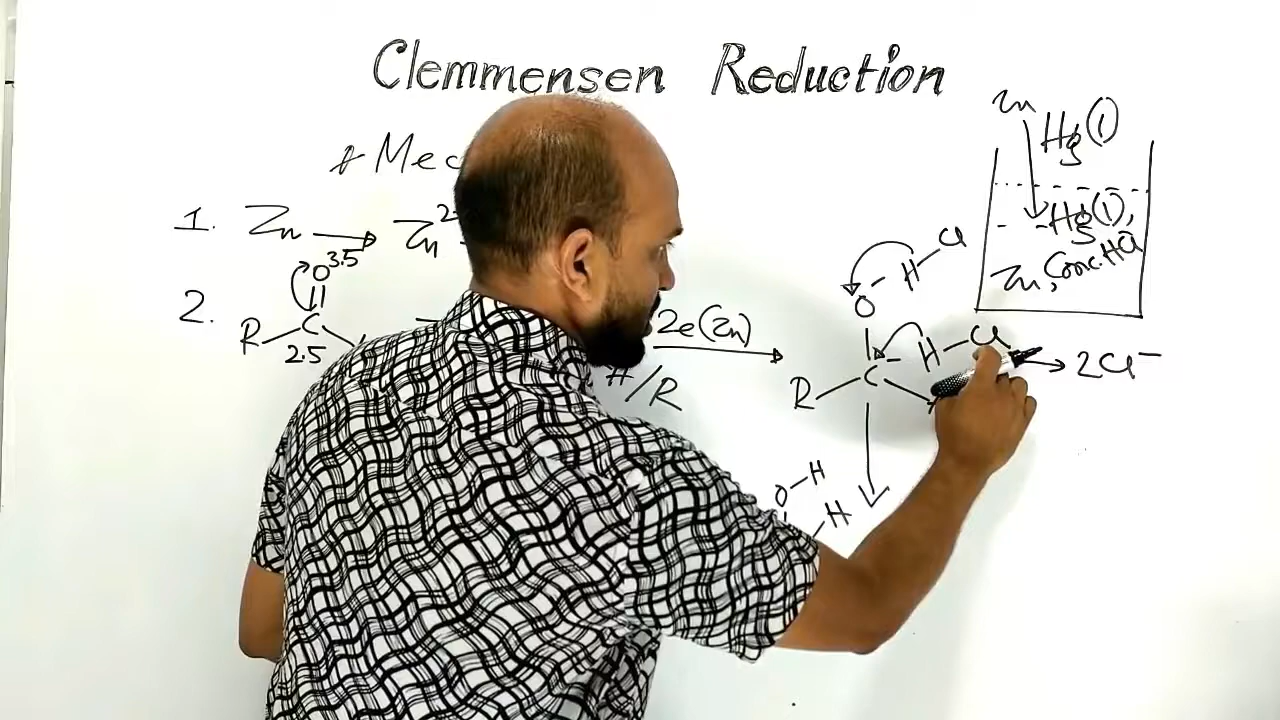 Clemmensen Reduction
Zn
Hg(l)
Hg(l),
Zn, Conc. HCl
1. Zn → Zn2
2. R C O
3.5
2.5
H/R
2e(Zn)
R C O
H Cl
H Cl
→ 2Cl⁻
O H
H